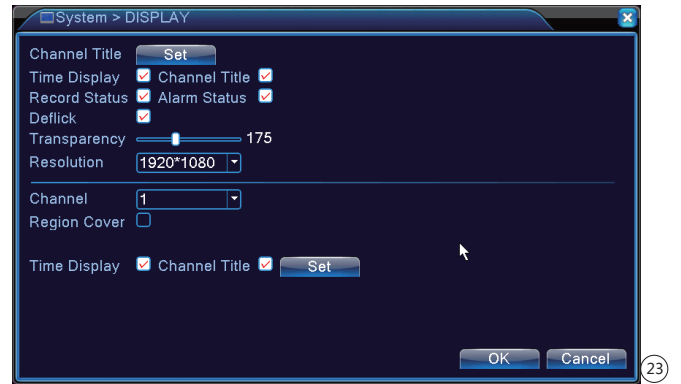 System > DISPLAY
Channel Title Set
Time Display Channel Title
Record Status Alarm Status
Deflick
Transparency 175
Resolution 1920*1080
Channel 1
Region Cover
Time Display Channel Title Set
OK Cancel
23